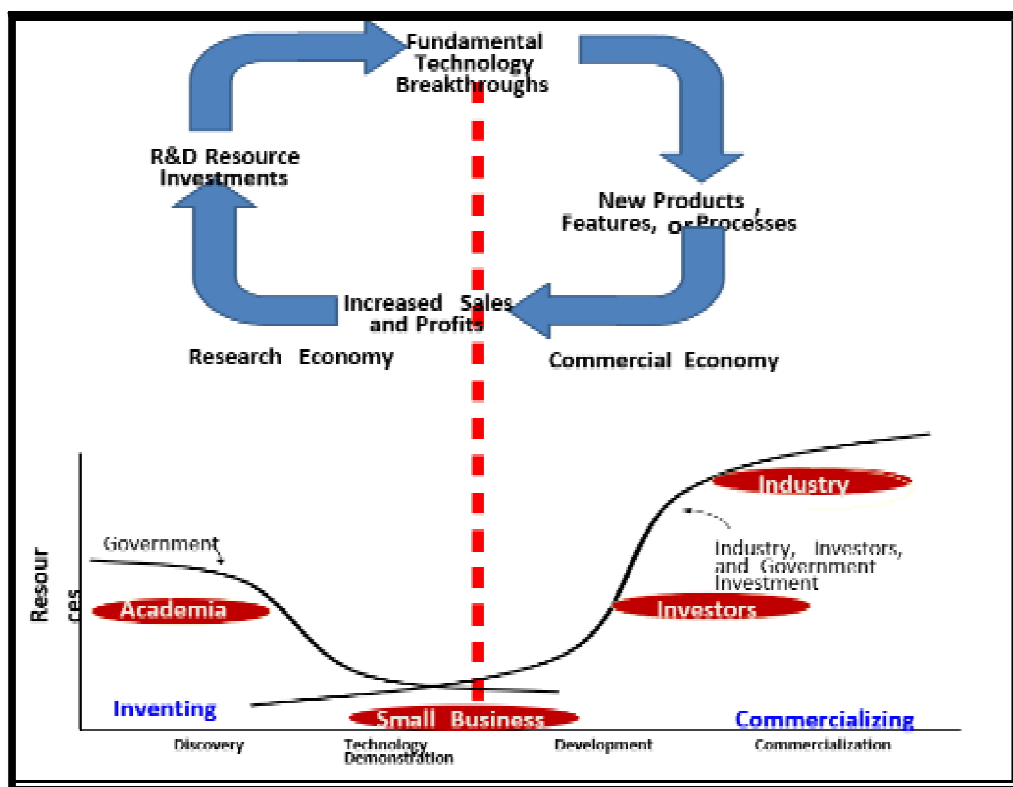 Fundamental
Technology
Breakthroughs
R&D Resource
Investments
New Products ,
Features, or Processes
Increased Sales
and Profits
Research Economy
Commercial Economy
Industry
Government
Industry, Investors,
and Government
Investment
Resour
ces
Academia
Investors
Inventing
Small Business
Commercializing
Discovery
Technology
Demonstration
Development
Commercialization